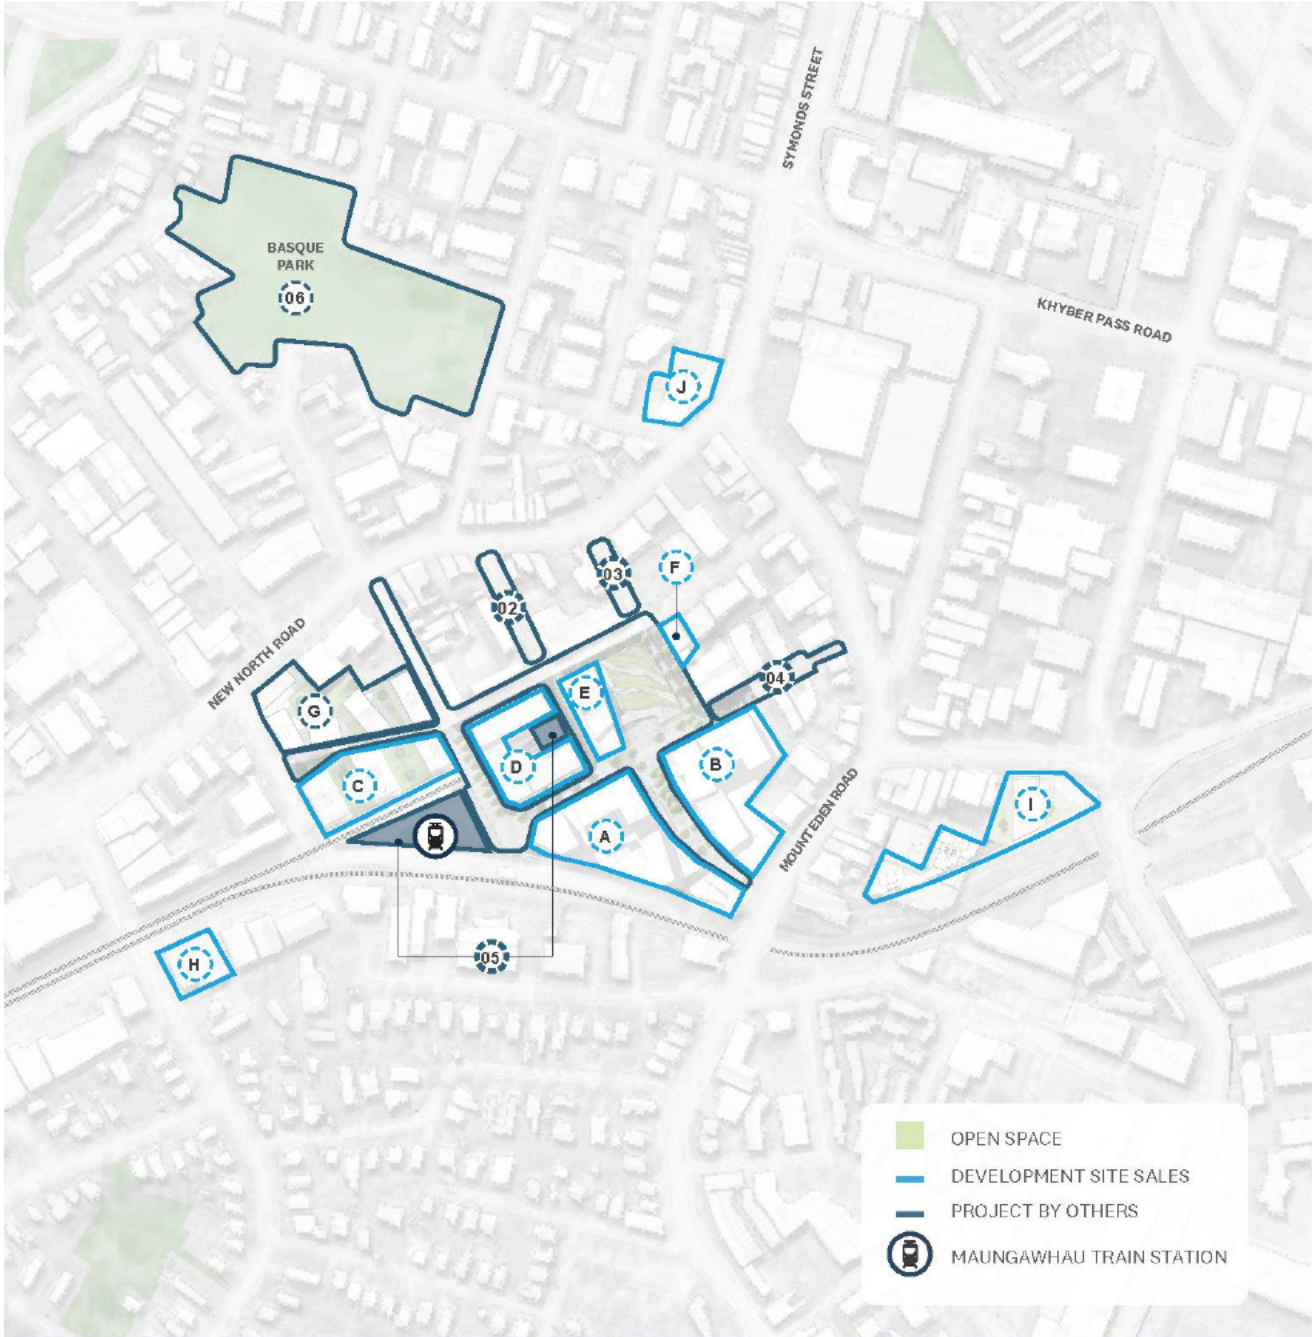 SYMONDS STREET
BASQUE
PARK
06
KHYBER PASS ROAD
J
F
03
02
NEW NORTH ROAD
04
E
G
B
D
C
A
MOUNT EDEN ROAD
I
05
H
OPEN SPACE
DEVELOPMENT SITE SALES
PROJECT BY OTHERS
MAUNGAWHAU TRAIN STATION